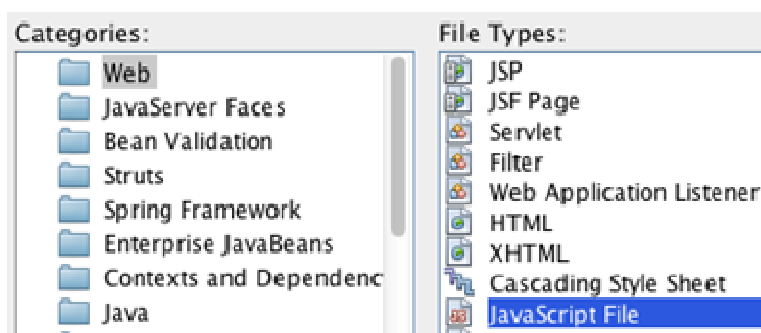 Categories:
Web
JavaServer Faces
Bean Validation
Struts
Spring Framework
Enterprise JavaBeans
Contexts and Dependenc
Java
File Types:
JSP
JSF Page
Servlet
Filter
Web Application Listener
HTML
XHTML
Cascading Style Sheet
JavaScript File